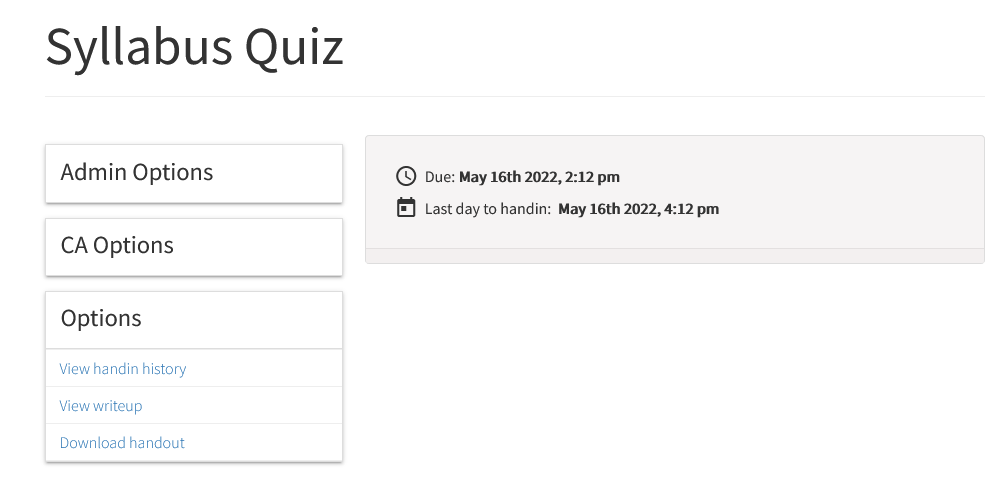 Syllabus Quiz
Admin Options
CA Options
Options
View handin history
View writeup
Download handout
Due: May 16th 2022, 2:12 pm
Last day to handin: May 16th 2022, 4:12 pm